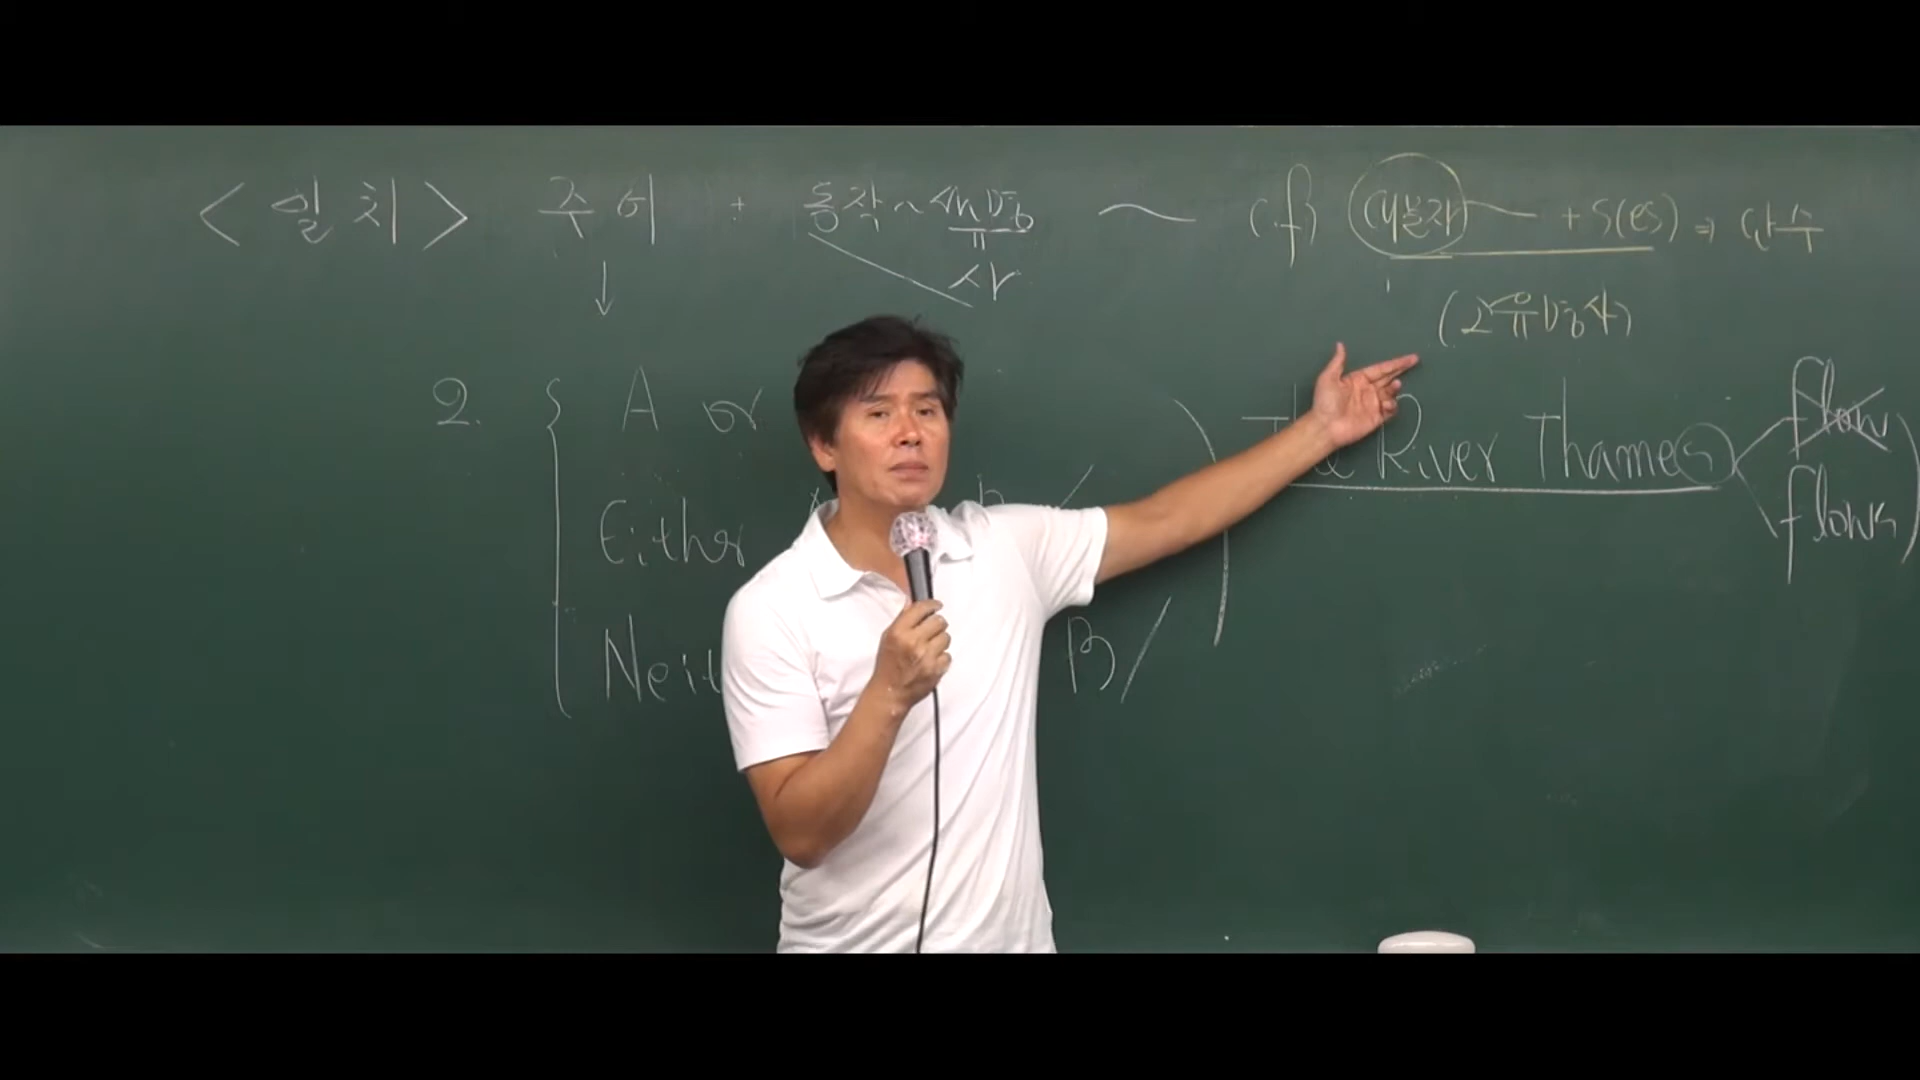 <일치> 주어 + 동작~ ~ (cf) 대문자 ~ + s(es) ⇒ 단수
↓
(고유명사)
2. { A or
Either
B /
The River Thames
flow
flows